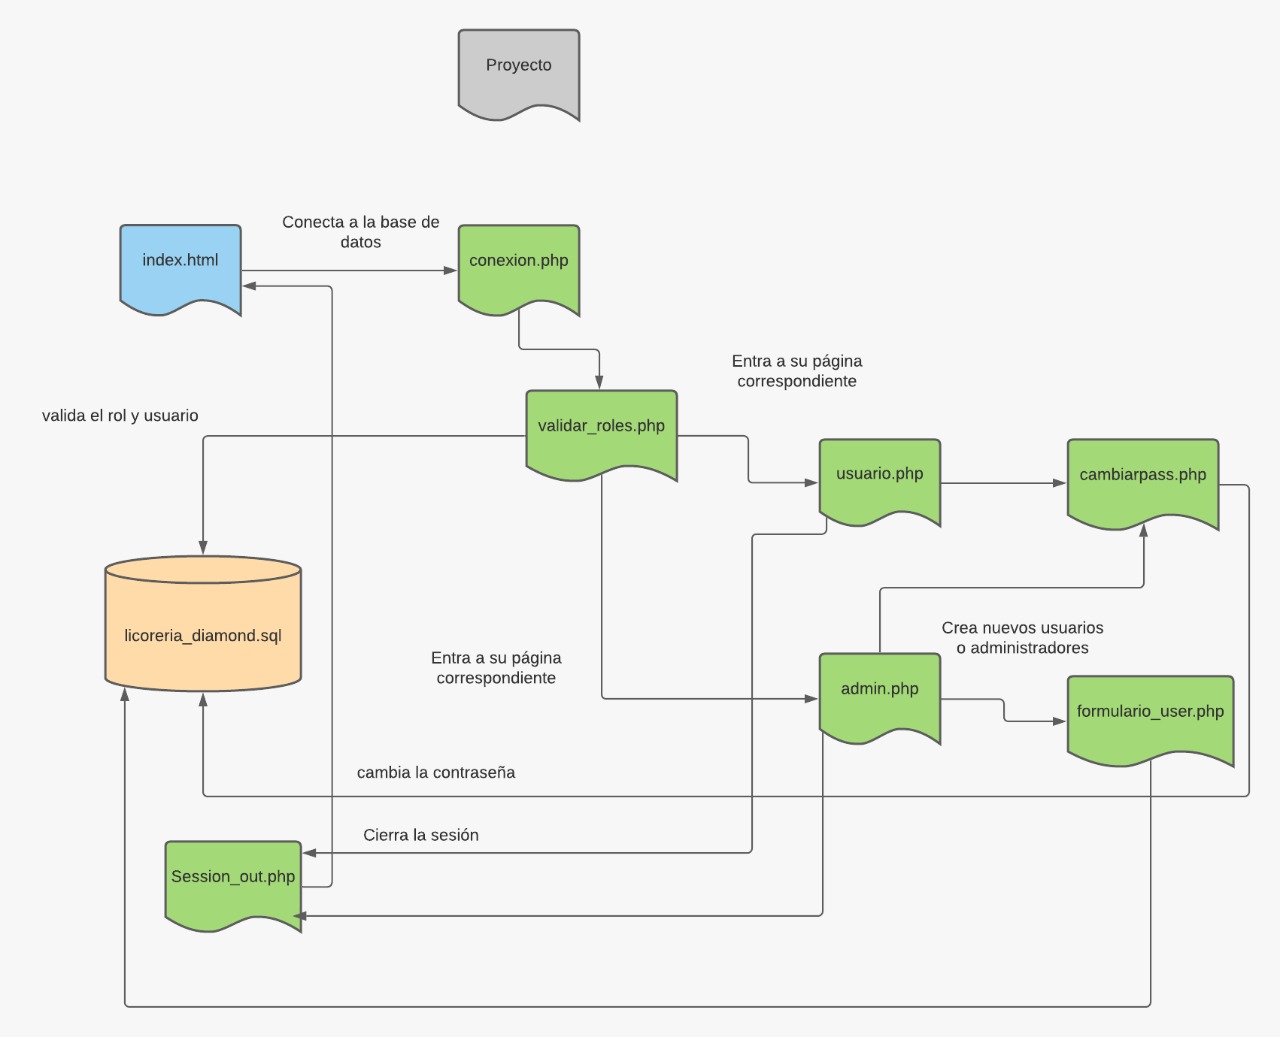 Proyecto
Conecta a la base de
datos
index.html
conexion.php
Entra a su página
correspondiente
valida el rol y usuario
validar_roles.php
usuario.php
cambiarpass.php
licoreria_diamond.sql
Crea nuevos usuarios
o administradores
Entra a su página
correspondiente
admin.php
formulario_user.php
cambia la contraseña
Cierra la sesión
Session_out.php